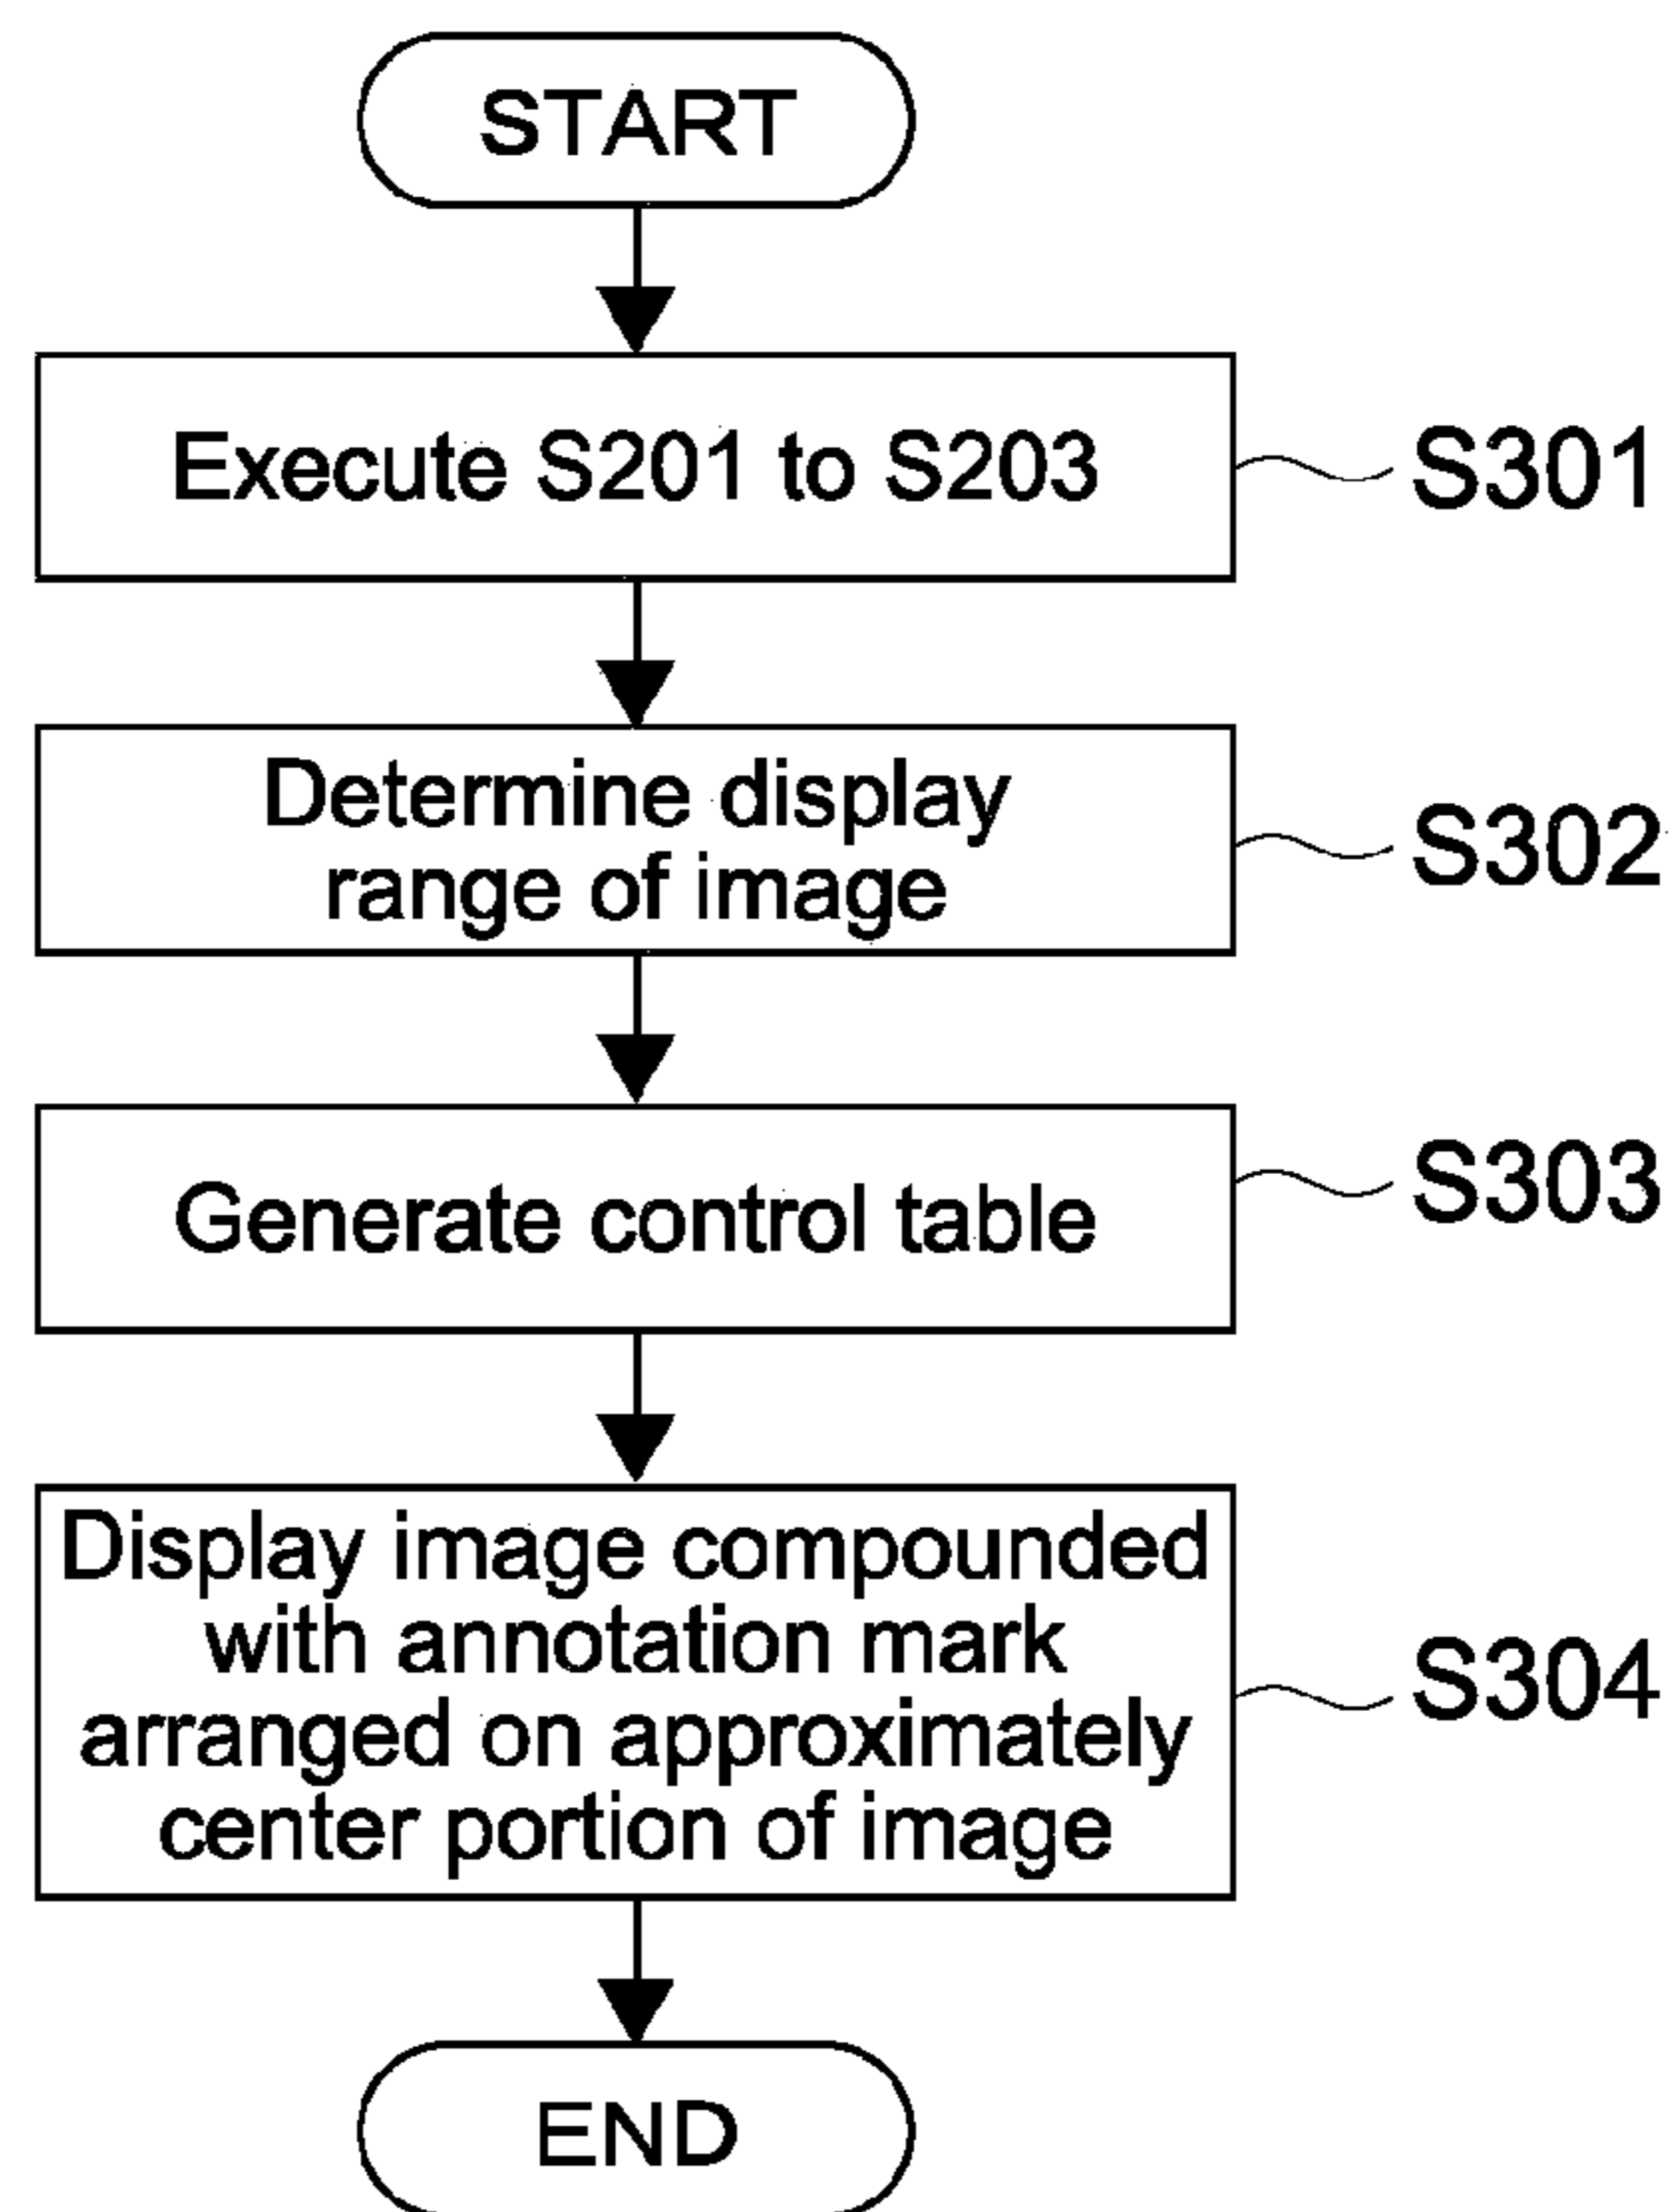 START
Execute S201 to S203
S301
Determine display
range of image
S302
Generate control table
S303
Display image compounded
with annotation mark
arranged on approximately
center portion of image
S304
END